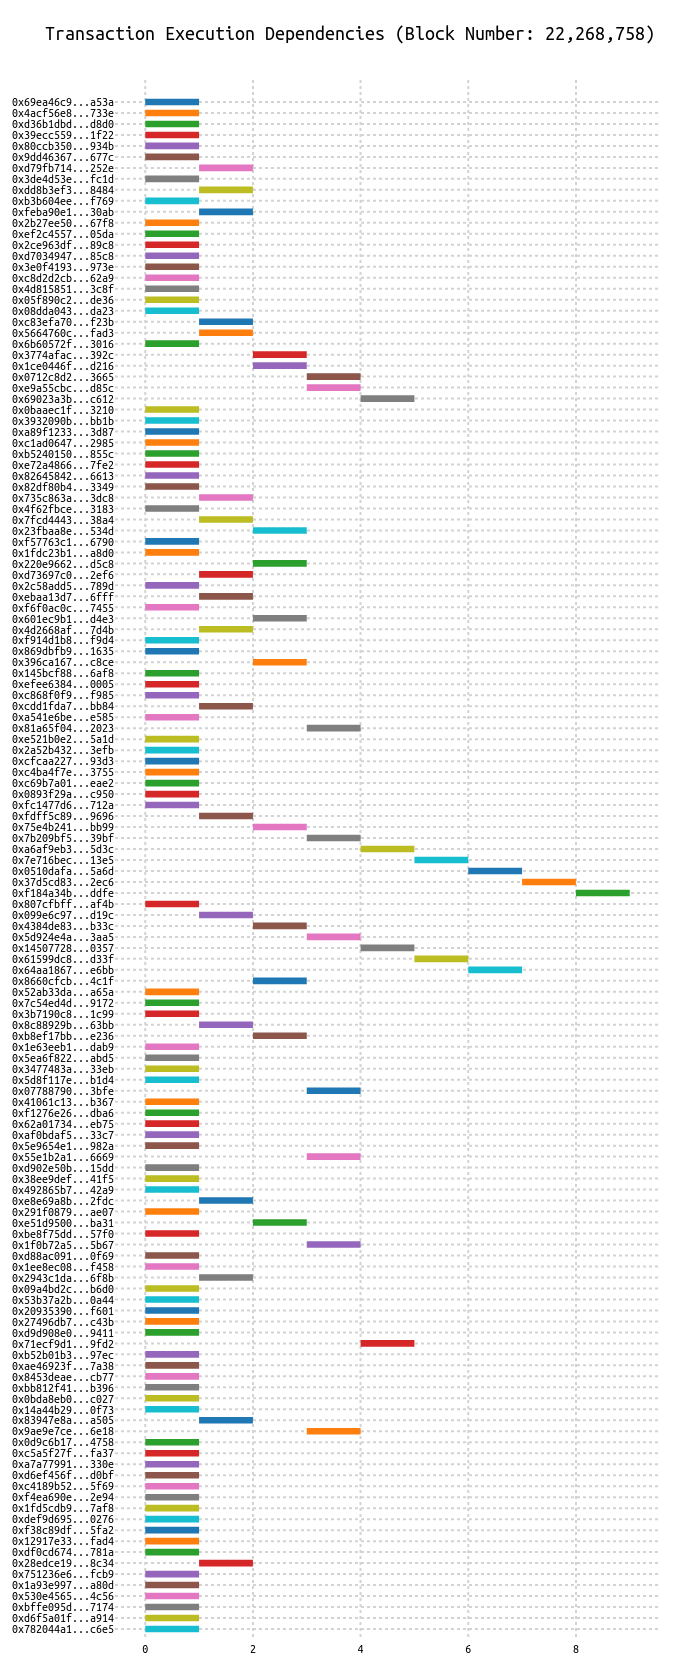 Transaction Execution Dependencies (Block Number: 22,268,758)
0x69ea46c9...a53a
0x4acf56e8...733e
0xd36b1dbd...d8d0
0x39ecc559...1f22
0x80ccb350...934b
0x9dd46367...677c
0xd79fb714...252e
0x3de4d53e...fc1d
0xdd8b3ef3...8484
0xb3b604ee...f769
0xfeba90e1...30ab
0x2b27ee50...67f8
0xef2c4557...05da
0x2ce963df...89c8
0xd7034947...85c8
0x3e0f4193...973e
0xc8d2d2cb...62a9
0x4d815851...3c8f
0x05f890c2...de36
0x08dda043...da23
0xc83efa70...f23b
0x5664760c...fad3
0x6b60572f...3016
0x3774afac...392c
0x1ce0446f...d216
0x0712c8d2...3665
0xe9a55cbc...d85c
0x69023a3b...c612
0x0baaec1f...3210
0x3932090b...bb1b
0xa89f1233...3d87
0xc1ad0647...2985
0xb5240150...855c
0xe72a4866...7fe2
0x82645842...6613
0x82df80b4...3349
0x735c863a...3dc8
0x4f62fbce...3183
0x7fcd4443...38a4
0x23fbaa8e...534d
0xf57763c1...6790
0x1fdc23b1...a8d0
0x220e9662...d5c8
0xd73697c0...2ef6
0x2c58add5...789d
0xebaa13d7...6fff
0xf6f0ac0c...7455
0x601ec9b1...d4e3
0x4d2668af...7d4b
0xf914d1b8...f9d4
0x869dbfb9...1635
0x396ca167...c8ce
0x145bcf88...6af8
0xefee6384...0005
0xc868f0f9...f985
0xcdd1fda7...bb84
0xa541e6be...e585
0x81a65f04...2023
0xe521b0e2...5a1d
0x2a52b432...3efb
0xcfcaa227...93d3
0xc4ba4f7e...3755
0xc69b7a01...eae2
0x0893f29a...c950
0xfc1477d6...712a
0xfdff5c89...9696
0x75e4b241...bb99
0x7b209bf5...39bf
0xa6af9eb3...5d3c
0x7e716bec...13e5
0x0510dafa...5a6d
0x37d5cd83...2ec6
0xf184a34b...ddfe
0x807cfbff...af4b
0x099e6c97...d19c
0x4384de83...b33c
0x5d924e4a...3aa5
0x14507728...0357
0x61599dc8...d33f
0x64aa1867...e6bb
0x8660cfcb...4c1f
0x52ab33da...a65a
0x7c54ed4d...9172
0x3b7190c8...1c99
0x8c88929b...63bb
0xb8ef17bb...e236
0x1e63eeb1...dab9
0x5ea6f822...abd5
0x3477483a...33eb
0x5d8f117e...b1d4
0x07788790...3bfe
0x41061c13...b367
0xf1276e26...dba6
0x62a01734...eb75
0xaf0bdaf5...33c7
0x5e9654e1...982a
0x55e1b2a1...6669
0xd902e50b...15dd
0x38ee9def...41f5
0x492865b7...42a9
0xe8e69a8b...2fdc
0x291f0879...ae07
0xe51d9500...ba31
0xbe8f75dd...57f0
0x1f0b72a5...5b67
0xd88ac091...0f69
0x1ee8ec08...f458
0x2943c1da...6f8b
0x09a4bd2c...b6d0
0x53b37a2b...0a44
0x20935390...f601
0x27496db7...c43b
0xd9d908e0...9411
0x71ecf9d1...9fd2
0xb52b01b3...97ec
0xae46923f...7a38
0x8453deae...cb77
0xbb812f41...b396
0x0bda8eb0...c027
0x14a44b29...0f73
0x83947e8a...a505
0x9ae9e7ce...6e18
0x0d9c6b17...4758
0xc5a5f27f...fa37
0xa7a77991...330e
0xd6ef456f...d0bf
0xc4189b52...5f69
0xf4ea690e...2e94
0x1fd5cdb9...7af8
0xdef9d695...0276
0xf38c89df...5fa2
0x12917e33...fad4
0xdf0cd674...781a
0x28edce19...8c34
0x751236e6...fcb9
0x1a93e997...a80d
0x530e4565...4c56
0xbffe095d...7174
0xd6f5a01f...a914
0x782044a1...c6e5
0 2 4 6 8